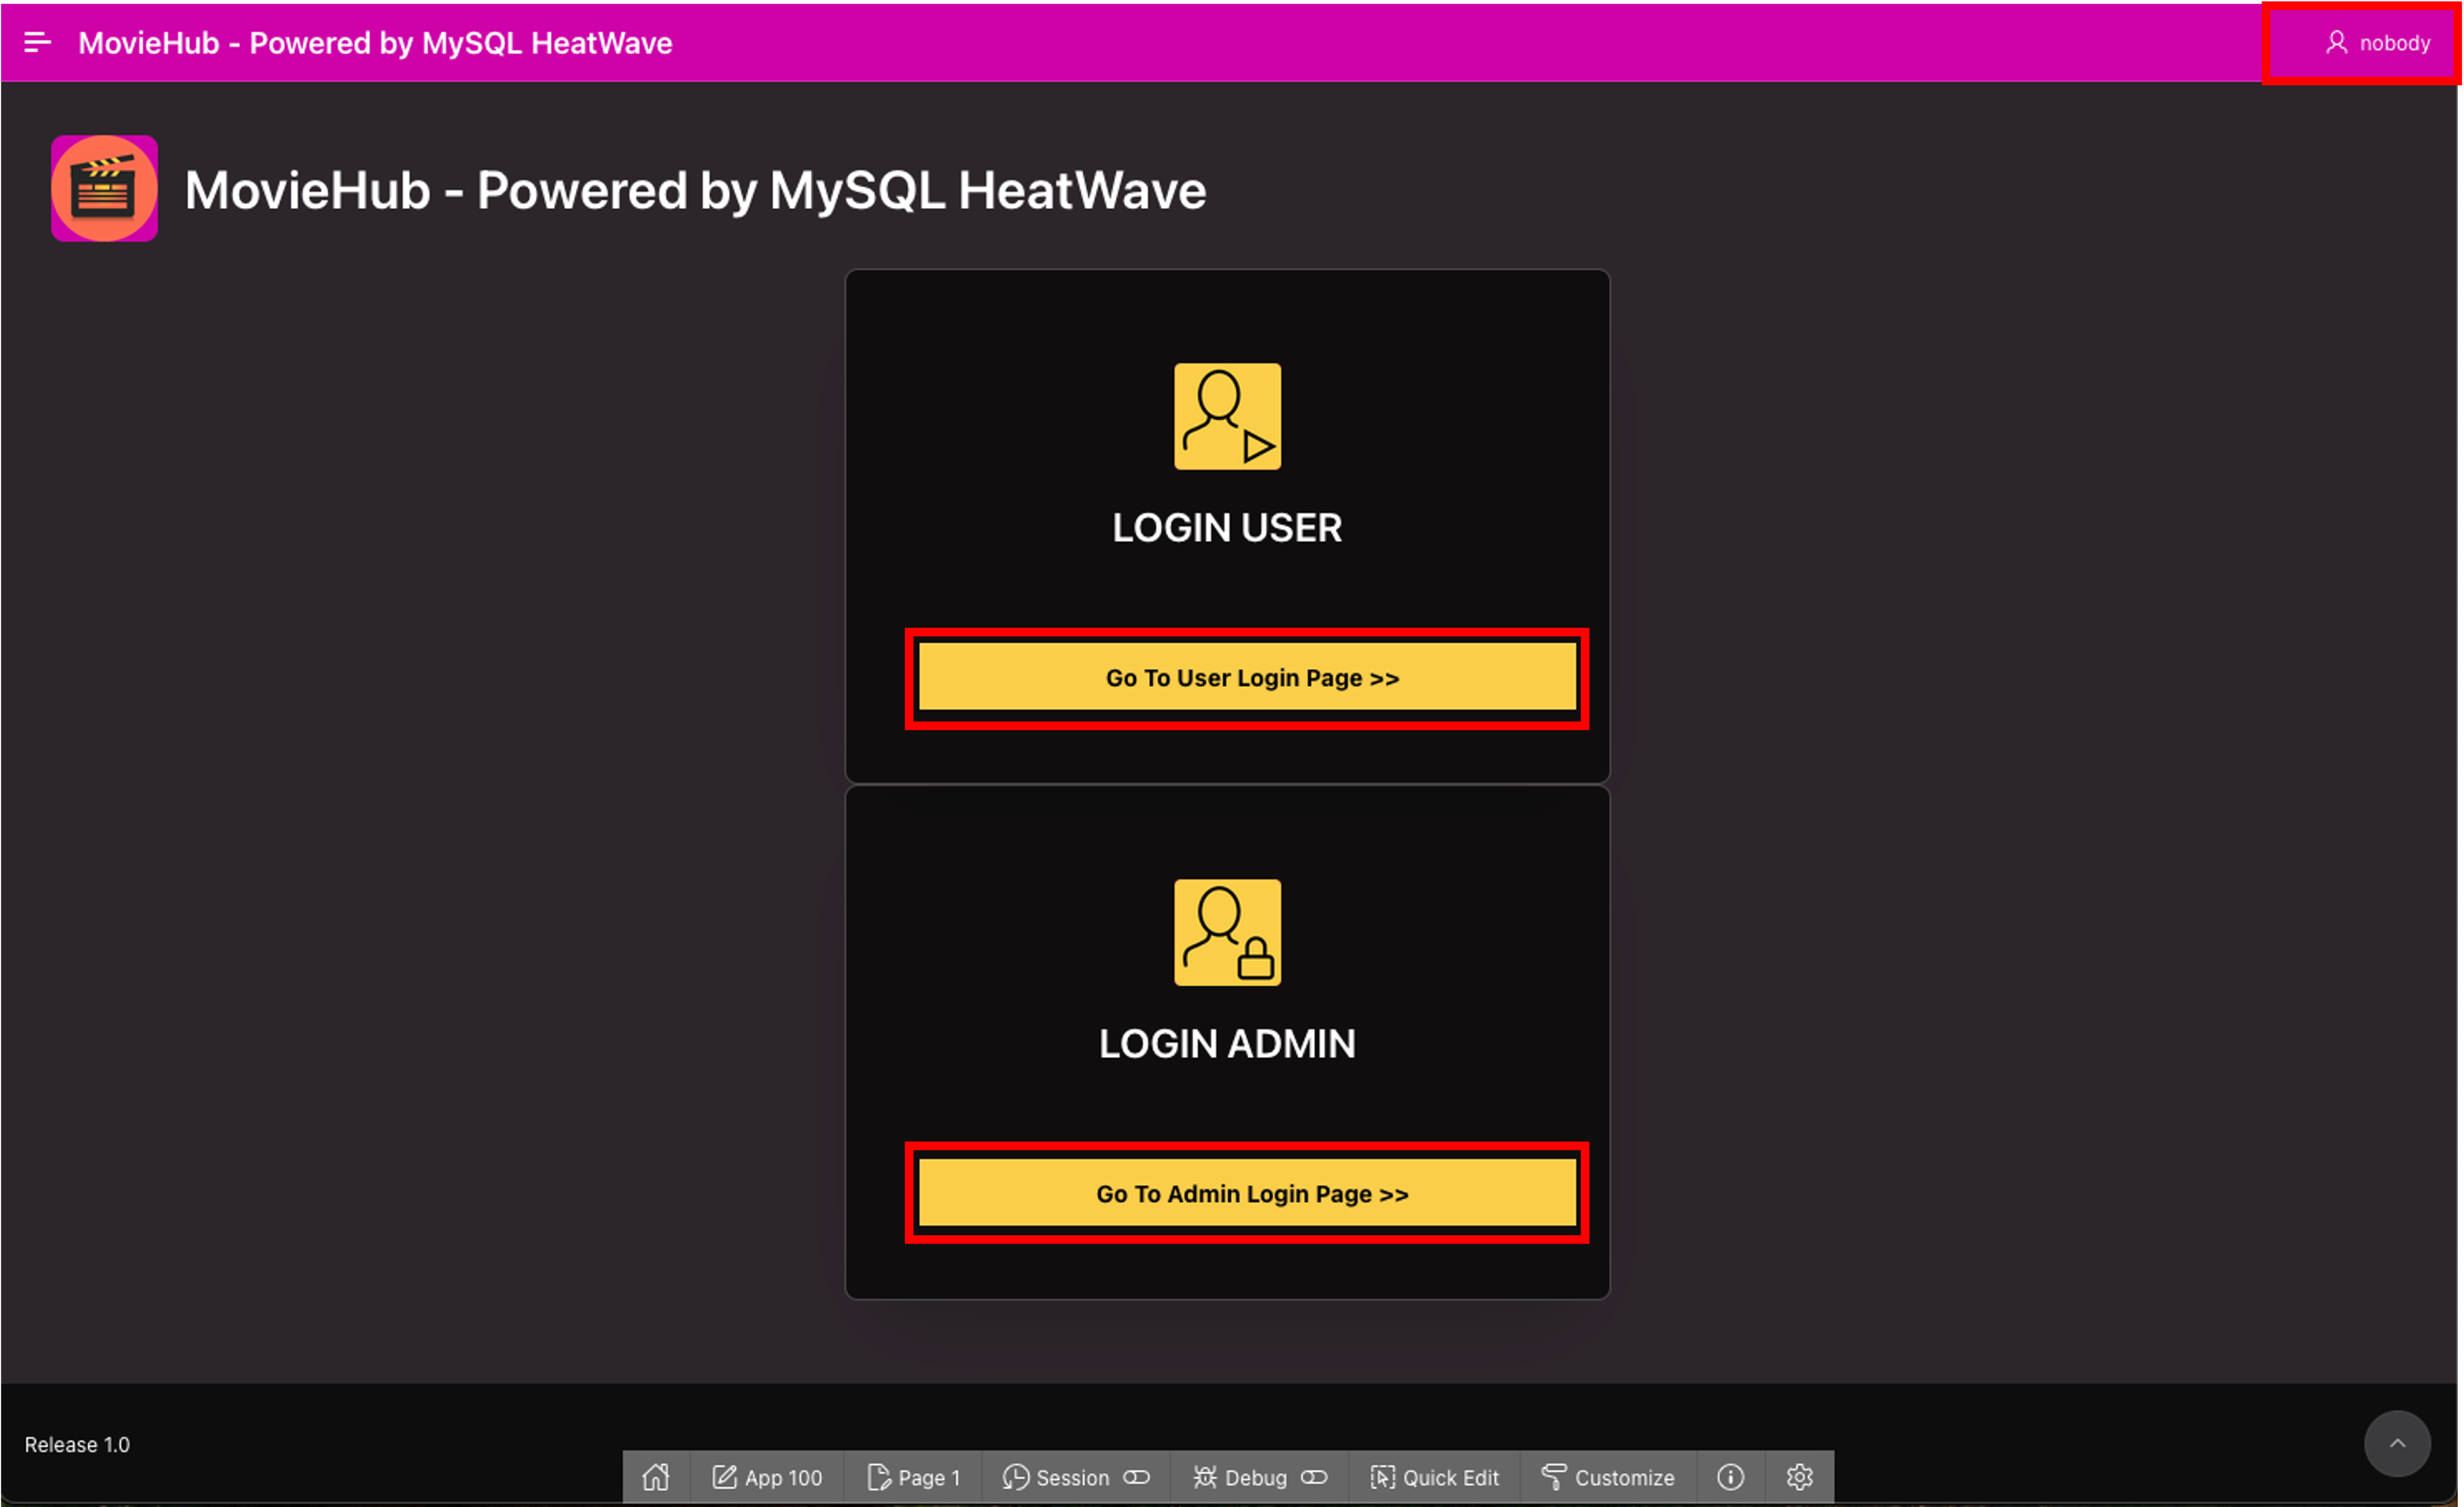 MovieHub - Powered by MySQL HeatWave
nobody
MovieHub - Powered by MySQL HeatWave
LOGIN USER
Go To User Login Page >>
LOGIN ADMIN
Go To Admin Login Page >>
Release 1.0
App 100 Page 1 Session Debug Quick Edit Customize